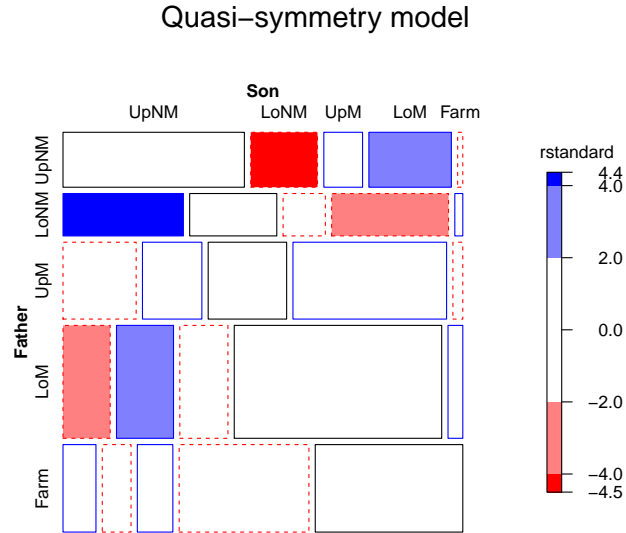 Quasi−symmetry model
Son
UpNM LoNM UpM LoM Farm
Father
UpNM
LoNM
UpM
LoM
Farm
rstandard
4.4
4.0
2.0
0.0
−2.0
−4.0
−4.5